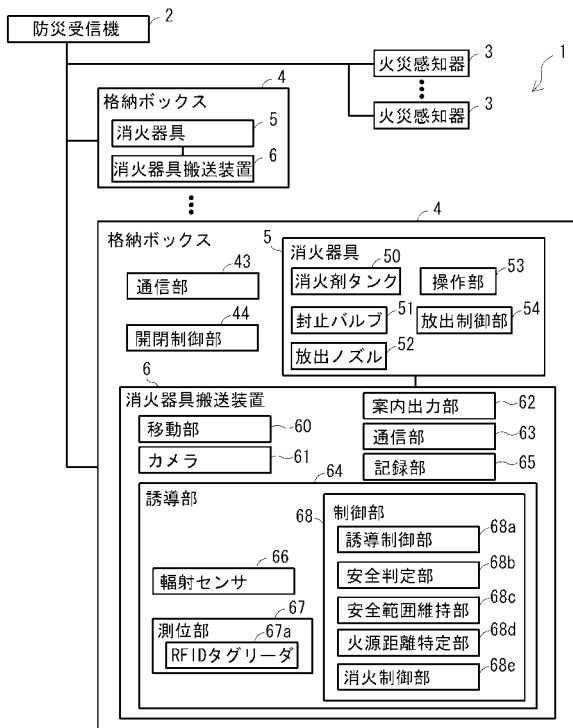 防災受信機
2
火災感知器
3
1
火災感知器
3
格納ボックス
4
消火器具
5
消火器具搬送装置
6
格納ボックス
4
通信部
43
開閉制御部
44
消火器具
5
消火剤タンク
50
操作部
53
封止バルブ
51
放出制御部
54
放出ノズル
52
消火器具搬送装置
6
移動部
60
カメラ
61
案内出力部
62
通信部
63
記録部
65
誘導部
64
輻射センサ
66
測位部
67
RFIDタグリーダ
67a
制御部
68
誘導制御部
68a
安全判定部
68b
安全範囲維持部
68c
火源距離特定部
68d
消火制御部
68e